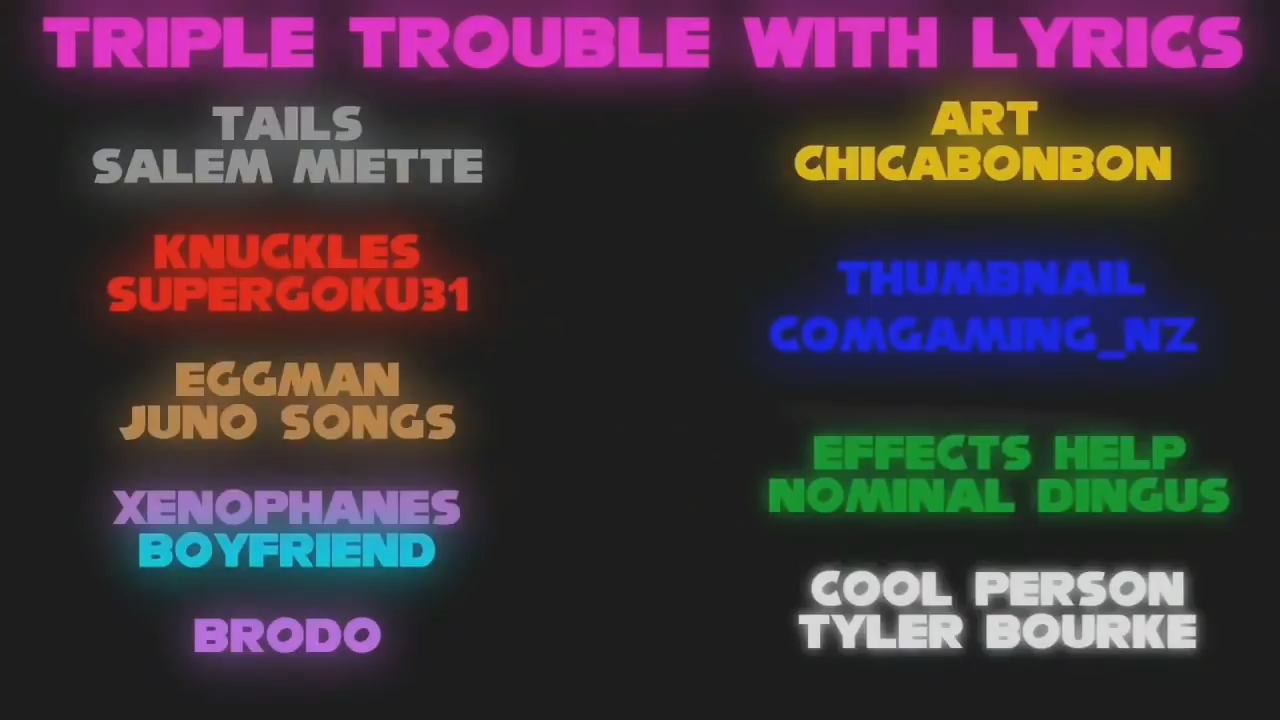 TRIPLE TROUBLE WITH LYRICS
TAILS
SALEM MIETTE
KNUCKLES
SUPERGOKU31
EGGMAN
JUNO SONGS
XENOPHANES
BOYFRIEND
BRODO
ART
CHICABONBON
THUMBNAIL
COMGAMING_NZ
EFFECTS HELP
NOMINAL DINGUS
COOL PERSON
TYLER BOURKE